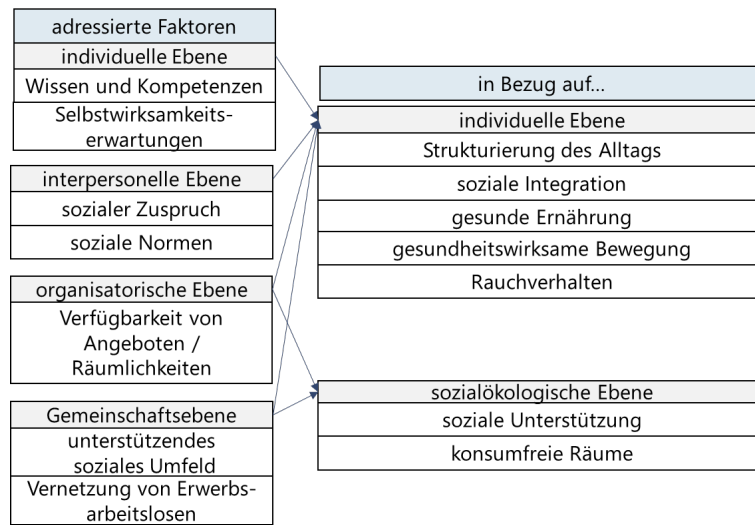 adressierte Faktoren
individuelle Ebene
Wissen und Kompetenzen
Selbstwirksamkeits-
erwartungen
interpersonelle Ebene
sozialer Zuspruch
soziale Normen
organisatorische Ebene
Verfügbarkeit von
Angeboten /
Räumlichkeiten
Gemeinschaftsebene
unterstützendes
soziales Umfeld
Vernetzung von Erwerbs-
arbeitslosen
in Bezug auf...
individuelle Ebene
Strukturierung des Alltags
soziale Integration
gesunde Ernährung
gesundheitswirksame Bewegung
Rauchverhalten
sozialökologische Ebene
soziale Unterstützung
konsumfreie Räume